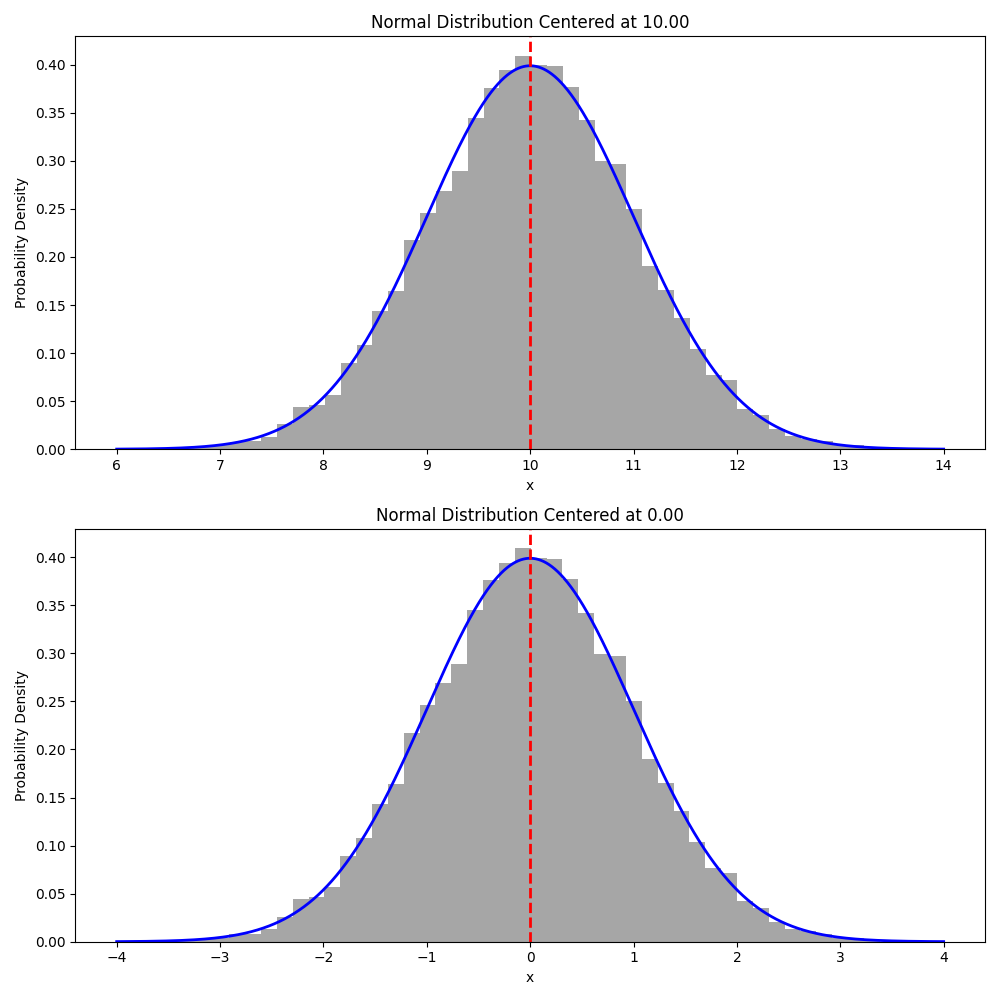 Normal Distribution Centered at 10.00
Probability Density
0.40
0.35
0.30
0.25
0.20
0.15
0.10
0.05
0.00
6 7 8 9 10 11 12 13 14
x
Normal Distribution Centered at 0.00
Probability Density
0.40
0.35
0.30
0.25
0.20
0.15
0.10
0.05
0.00
−4 −3 −2 −1 0 1 2 3 4
x